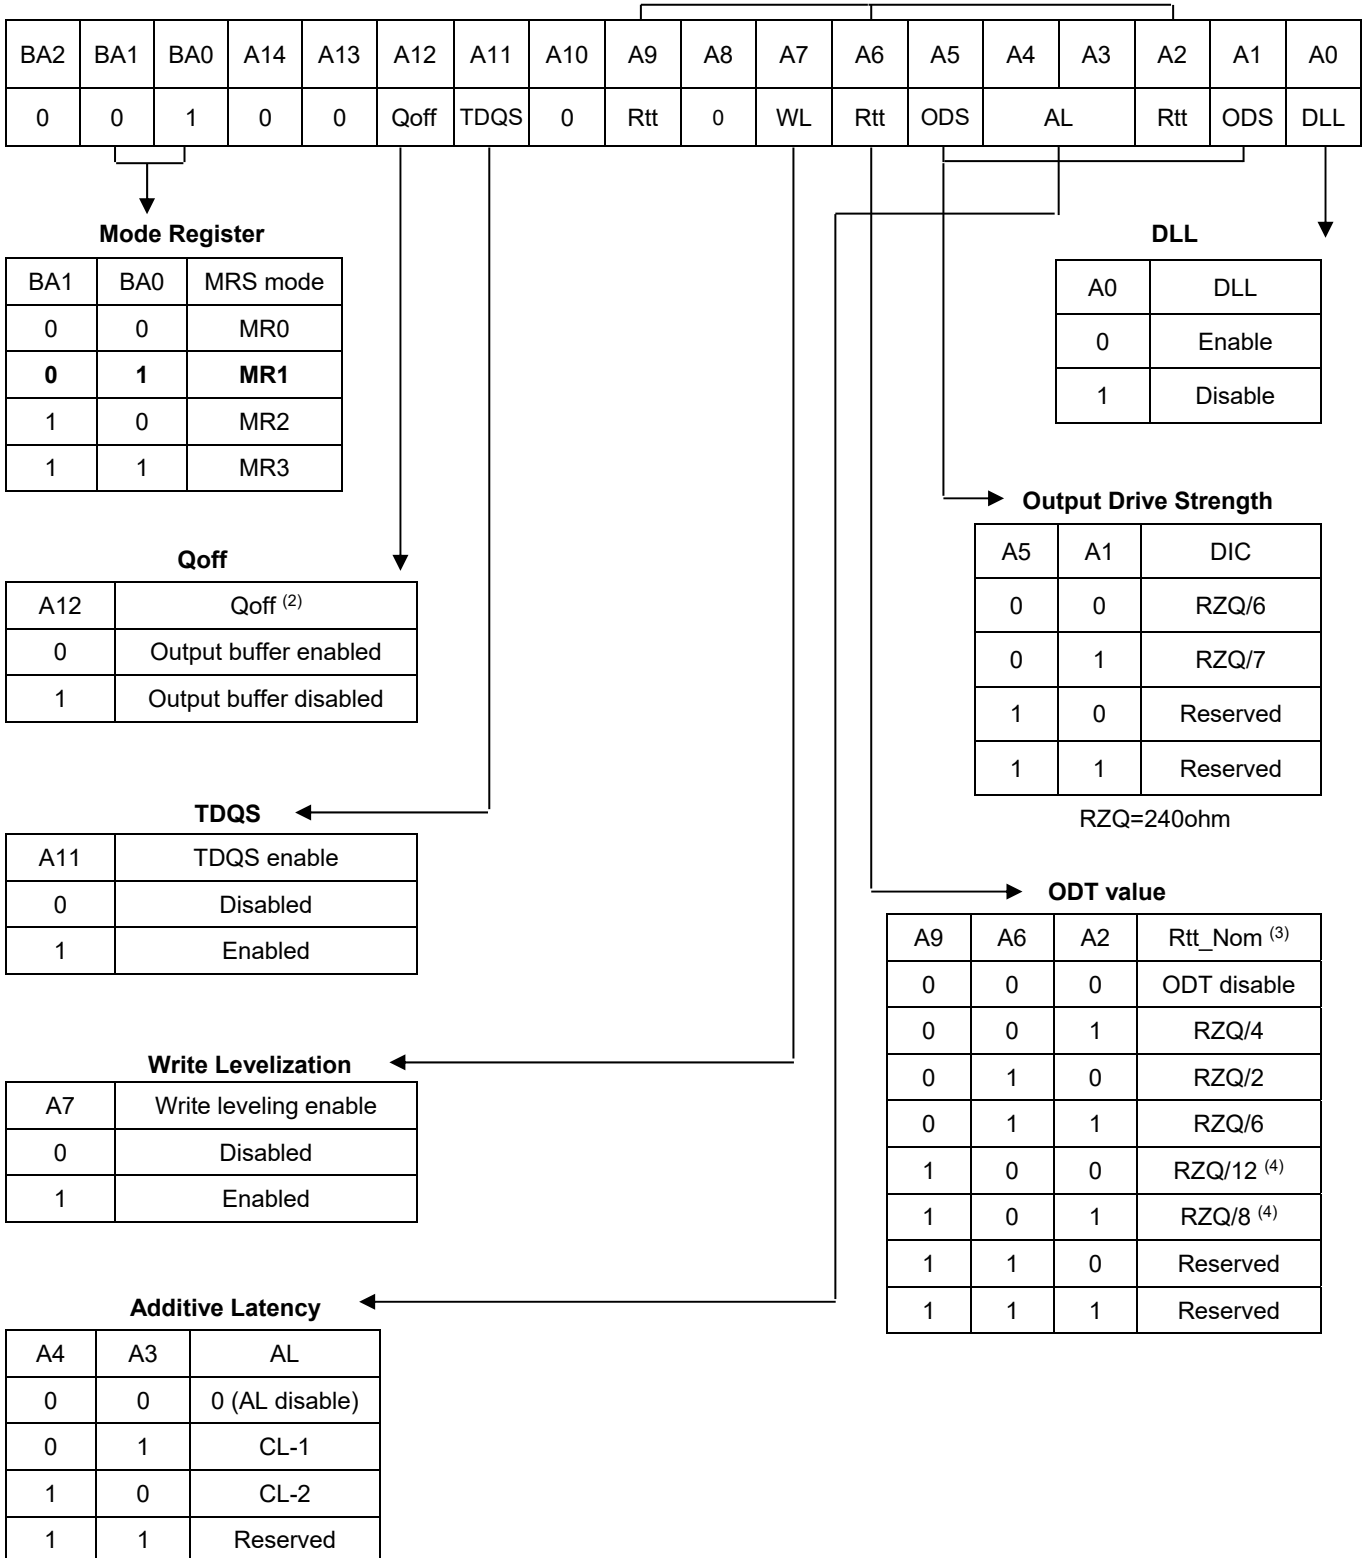 BA2 BA1 BA0 A14 A13 A12 A11 A10 A9 A8 A7 A6 A5 A4 A3 A2 A1 A0
0 0 1 0 0 Qoff TDQS 0 Rtt 0 WL Rtt ODS AL Rtt ODS DLL
Mode Register
BA1 BA0 MRS mode
0 0 MR0
0 1 MR1
1 0 MR2
1 1 MR3
DLL
A0 DLL
0 Enable
1 Disable
Output Drive Strength
A5 A1 DIC
0 0 RZQ/6
0 1 RZQ/7
1 0 Reserved
1 1 Reserved
RZQ=240ohm
Qoff
A12 Qoff (2)
0 Output buffer enabled
1 Output buffer disabled
TDQS
A11 TDQS enable
0 Disabled
1 Enabled
ODT value
A9 A6 A2 Rtt_Nom (3)
0 0 0 ODT disable
0 0 1 RZQ/4
0 1 0 RZQ/2
0 1 1 RZQ/6
1 0 0 RZQ/12 (4)
1 0 1 RZQ/8 (4)
1 1 0 Reserved
1 1 1 Reserved
Write Levelization
A7 Write leveling enable
0 Disabled
1 Enabled
Additive Latency
A4 A3 AL
0 0 0 (AL disable)
0 1 CL-1
1 0 CL-2
1 1 Reserved